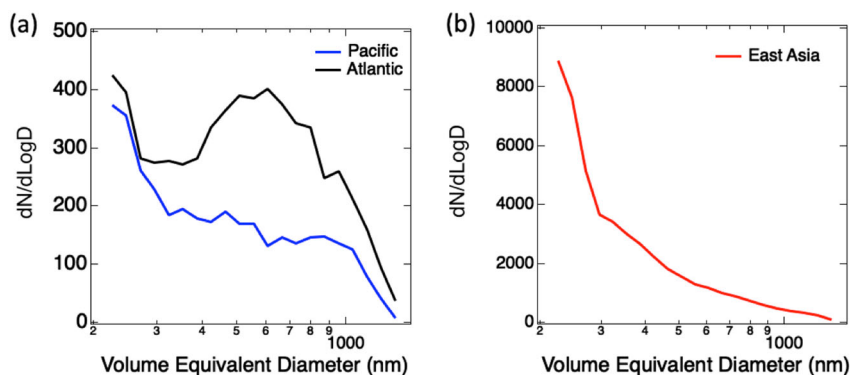 (a)
500
400
300
200
100
0
dN/dLogD
Pacific
Atlantic
2 3 4 5 6 7 8 9
1000
Volume Equivalent Diameter (nm)
(b)
10000
8000
6000
4000
2000
0
dN/dLogD
East Asia
2 3 4 5 6 7 8 9
1000
Volume Equivalent Diameter (nm)